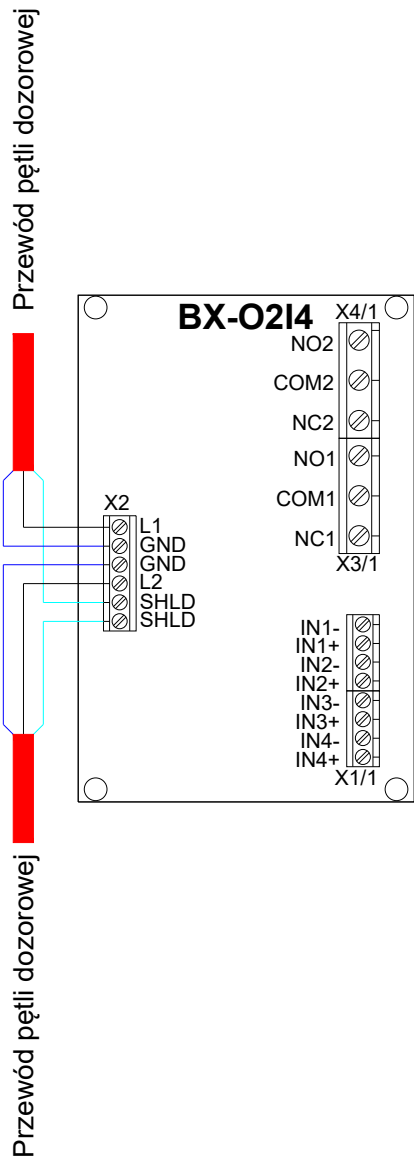 Przewód pętli dozorowej
BX-O2I4
X4/1
NO2
COM2
NC2
NO1
COM1
NC1
X3/1
X2
L1
GND
GND
L2
SHLD
SHLD
IN1-
IN1+
IN2-
IN2+
IN3-
IN3+
IN4-
IN4+
X1/1
Przewód pętli dozorowej